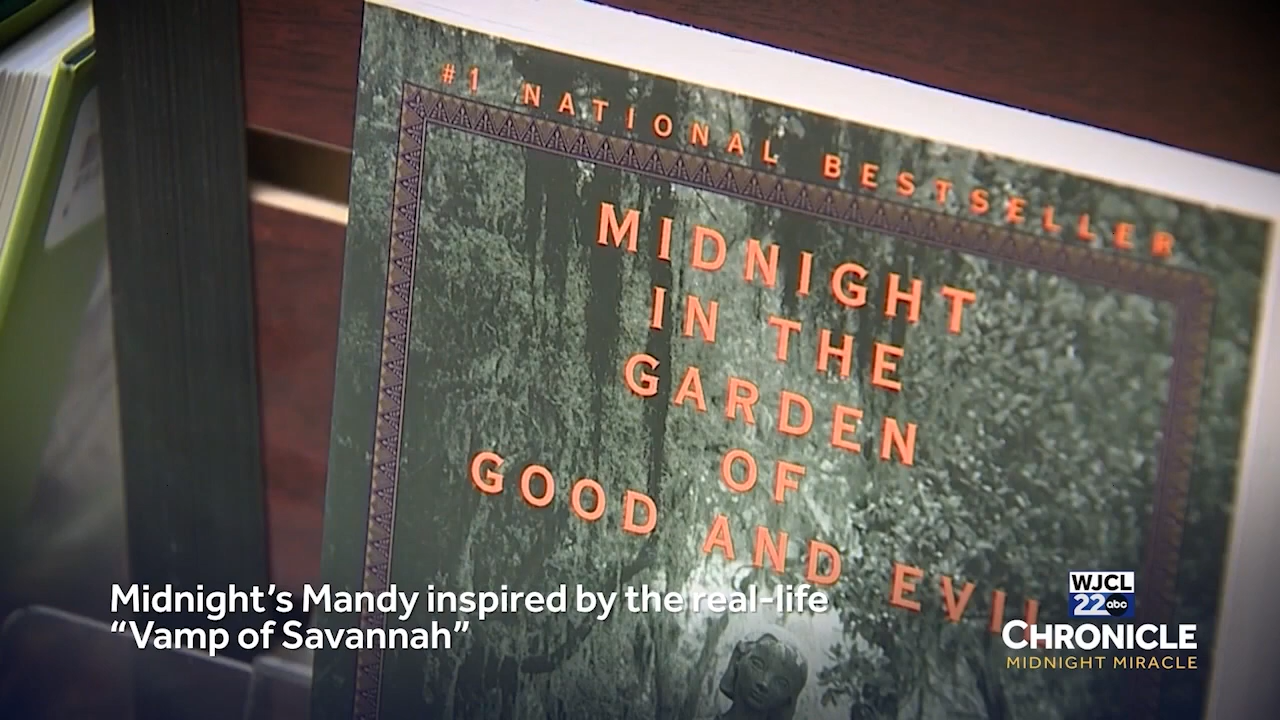 #1 NATIONAL BESTSELLER
MIDNIGHT
IN THE
GARDEN
OF
GOOD AND EVIL
Midnight's Mandy inspired by the real-life
“Vamp of Savannah”
WJCL
22 abc
CHRONICLE
MIDNIGHT MIRACLE